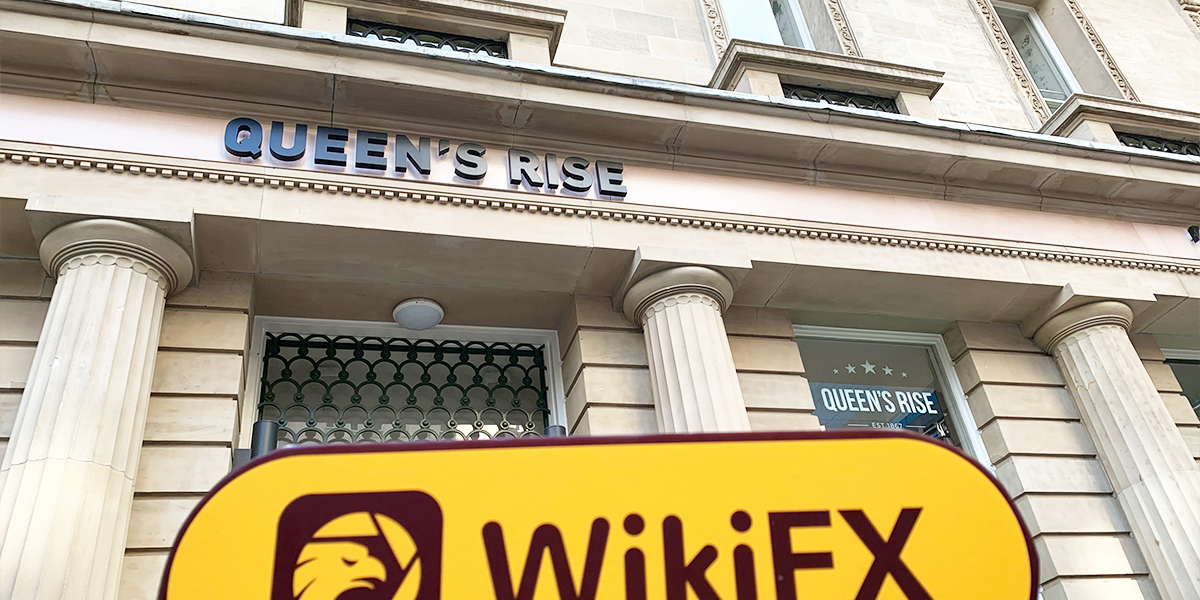 QUEEN'S RISE
QUEEN'S RISE
EST.1867
WikiFX